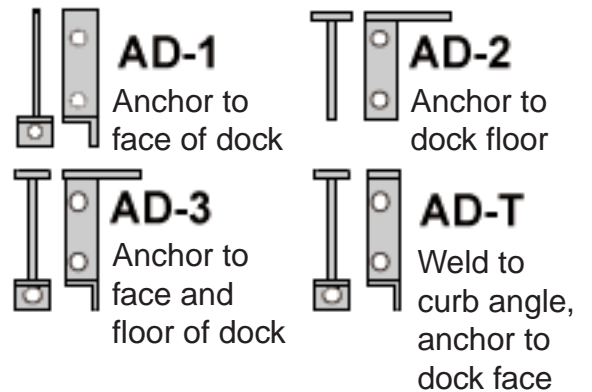 AD-1
Anchor to
face of dock
AD-2
Anchor to
dock floor
AD-3
Anchor to
face and
floor of dock
AD-T
Weld to
curb angle,
anchor to
dock face